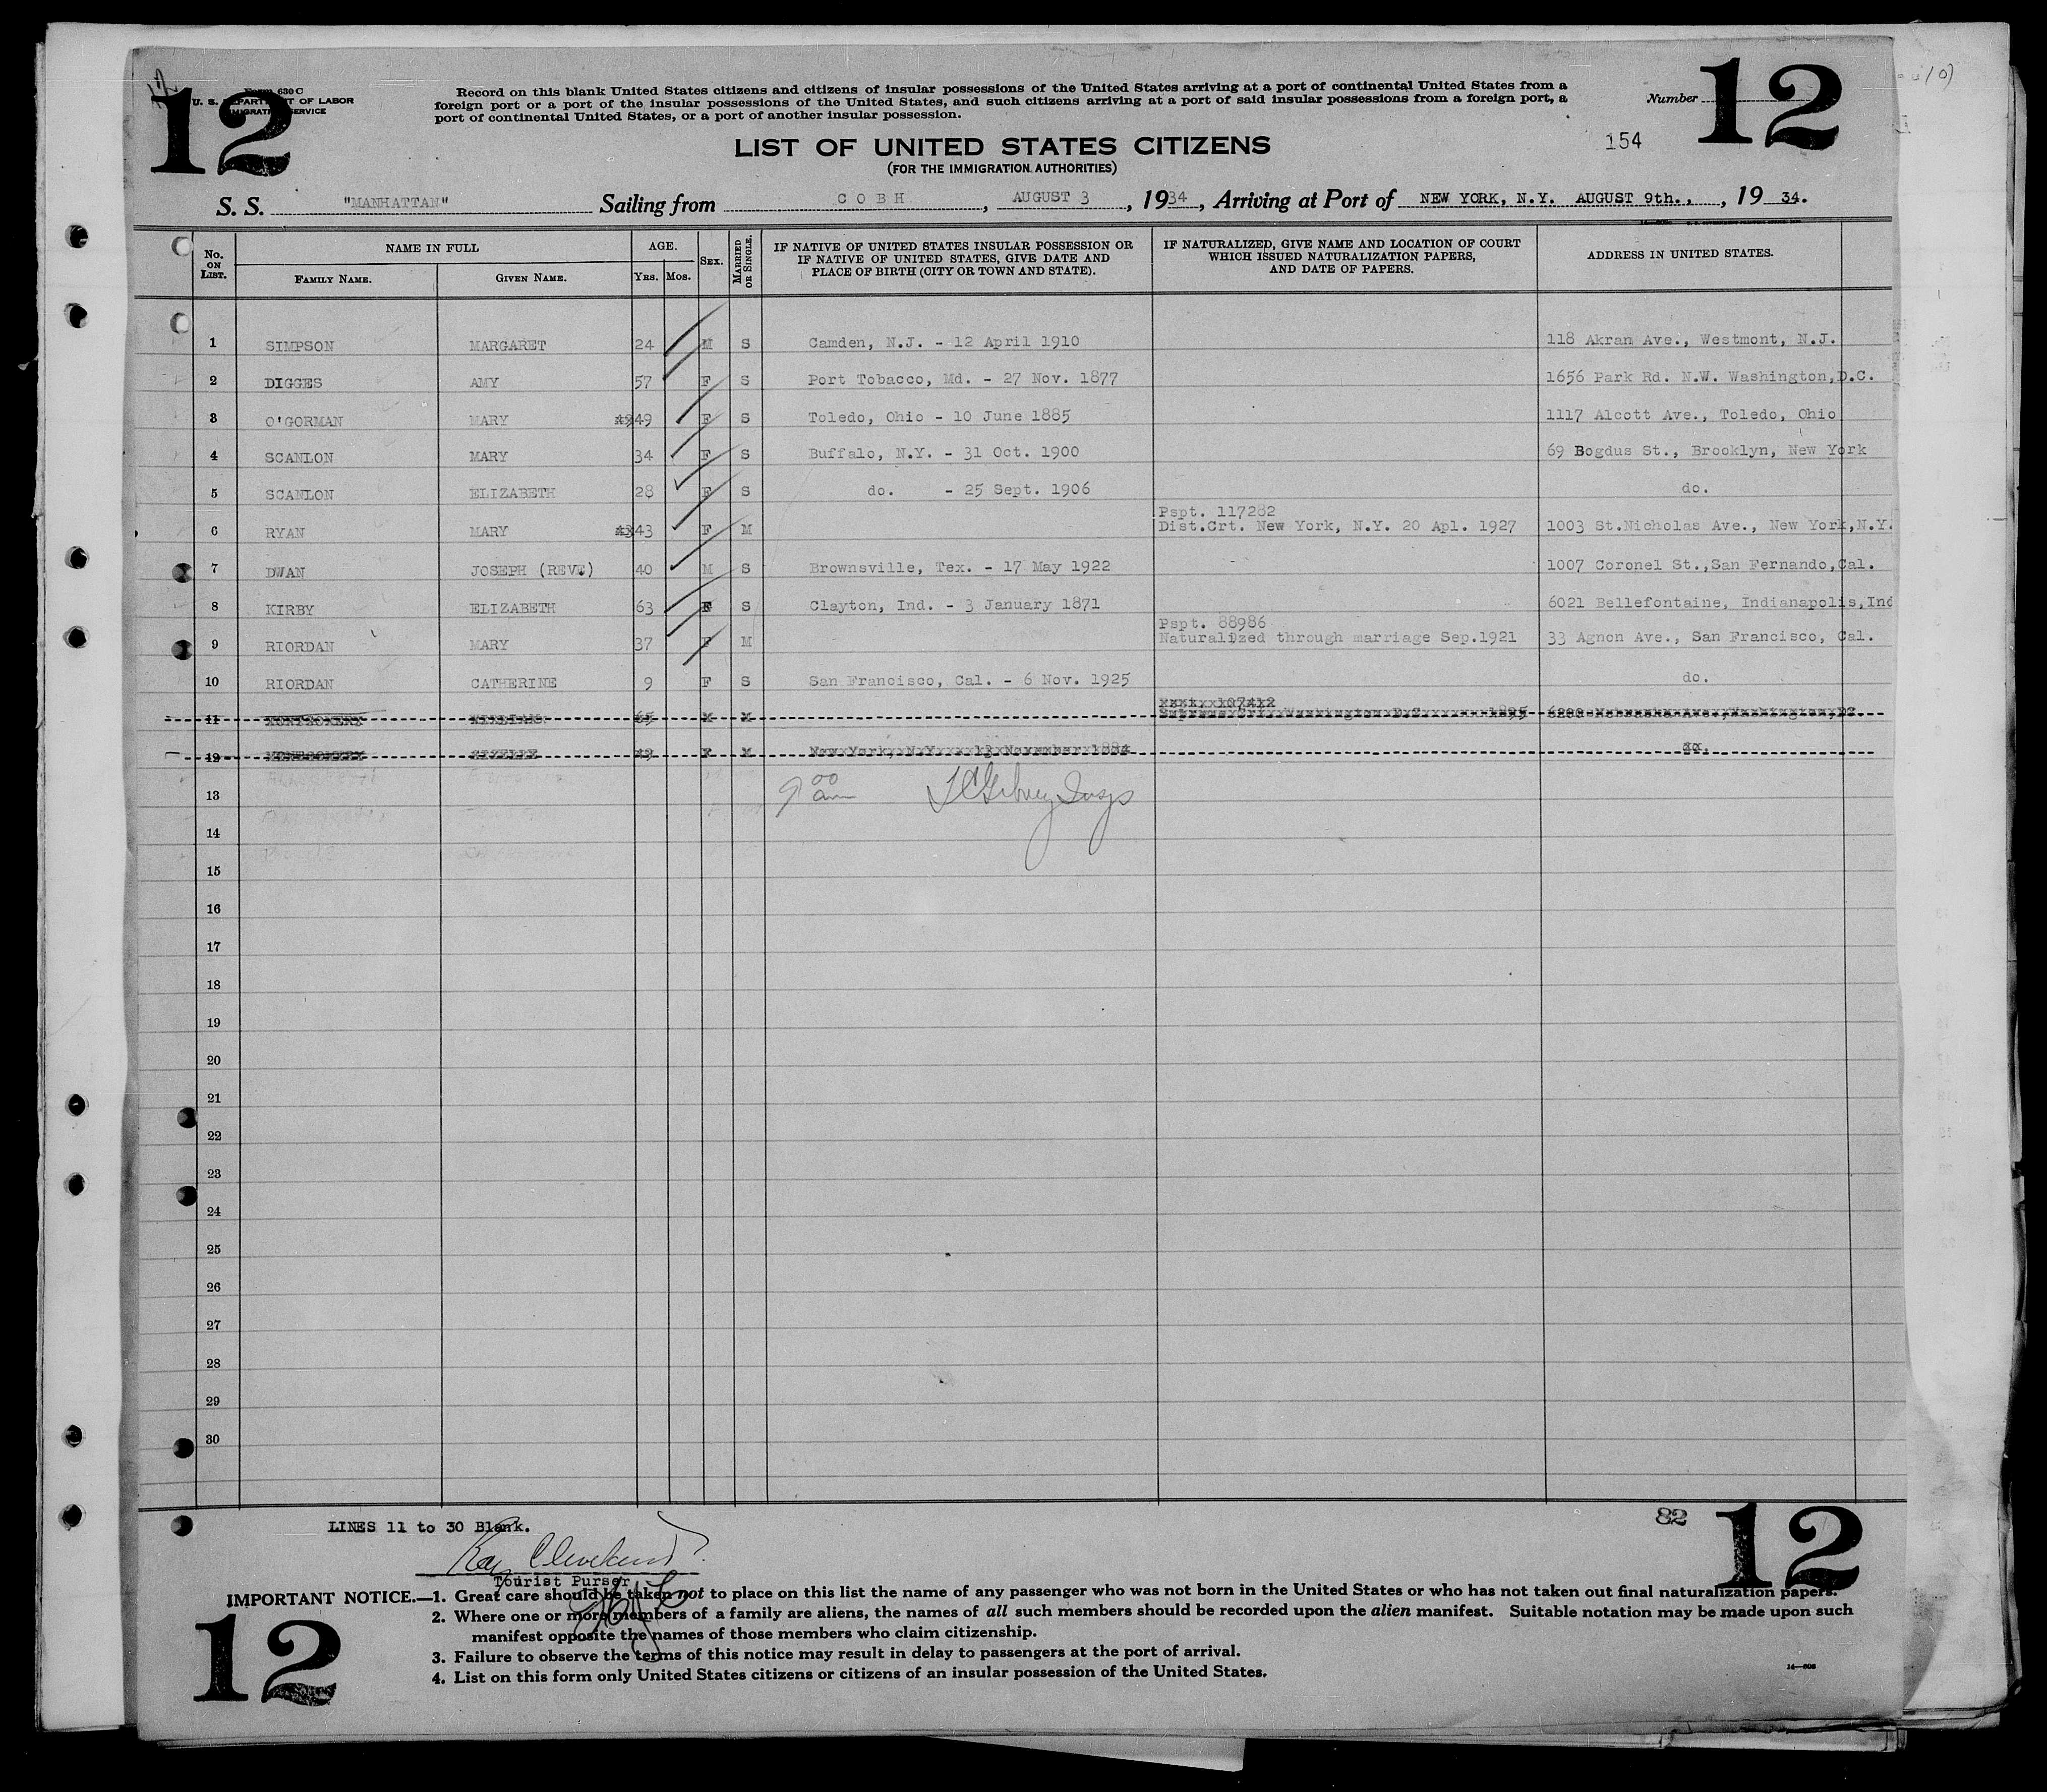 12
12
Form 630 C
U. S. DEPARTMENT OF LABOR
IMMIGRATION SERVICE
Record on this blank United States citizens and citizens of insular possessions of the United States arriving at a port of continental United States from a
foreign port or a port of the insular possessions of the United States, and such citizens arriving at a port of said insular possessions from a foreign port, a
port of continental United States, or a port of another insular possession.
Number
154
LIST OF UNITED STATES CITIZENS
(FOR THE IMMIGRATION AUTHORITIES)
S. S. "MANHATTAN" Sailing from COBH, AUGUST 3, 1934, Arriving at Port of NEW YORK, N.Y. AUGUST 9th., 19 34.
No. ON LIST. NAME IN FULL AGE. SEX. MARRIED OR SINGLE. IF NATIVE OF UNITED STATES INSULAR POSSESSION OR IF NATIVE OF UNITED STATES, GIVE DATE AND PLACE OF BIRTH (CITY OR TOWN AND STATE). IF NATURALIZED, GIVE NAME AND LOCATION OF COURT WHICH ISSUED NATURALIZATION PAPERS, AND DATE OF PAPERS. ADDRESS IN UNITED STATES.
FAMILY NAME. GIVEN NAME. YRS. MOS.
1 SIMPSON MARGARET 24 M S Camden, N.J. - 12 April 1910 118 Akran Ave., Westmont, N.J.
2 DIGGES AMY 57 F S Port Tobacco, Md. - 27 Nov. 1877 1656 Park Rd. N.W. Washington,D.C.
3 O'GORMAN MARY 49 F S Toledo, Ohio - 10 June 1885 1117 Alcott Ave., Toledo, Ohio
4 SCANLON MARY 34 F S Buffalo, N.Y. - 31 Oct. 1900 69 Bogdus St., Brooklyn, New York
5 SCANLON ELIZABETH 28 F S do. - 25 Sept. 1906 do.
Pspt. 117282
6 RYAN MARY 43 F M Dist.Crt. New York, N.Y. 20 Apl. 1927 1003 St.Nicholas Ave., New York,N.Y.
7 DWAN JOSEPH (REV.) 40 M S Brownsville, Tex. - 17 May 1922 1007 Coronel St.,San Fernando,Cal.
8 KIRBY ELIZABETH 63 F S Clayton, Ind. - 3 January 1871 6021 Bellefontaine, Indianapolis,Ind
Pspt. 88986
9 RIORDAN MARY 37 F M Naturalized through marriage Sep.1921 33 Agnon Ave., San Francisco, Cal.
10 RIORDAN CATHERINE 9 F S San Francisco, Cal. - 6 Nov. 1925 do.
11
12 do.
9 00 am
13
14
15
16
17
18
19
20
21
22
23
24
25
26
27
28
29
30
LINES 11 to 30 Blank.
82
12
Ray Cleveland
Tourist Purser
IMPORTANT NOTICE.—1. Great care should be taken not to place on this list the name of any passenger who was not born in the United States or who has not taken out final naturalization papers.
2. Where one or more members of a family are aliens, the names of all such members should be recorded upon the alien manifest. Suitable notation may be made upon such
manifest opposite the names of those members who claim citizenship.
3. Failure to observe the terms of this notice may result in delay to passengers at the port of arrival.
4. List on this form only United States citizens or citizens of an insular possession of the United States.
12